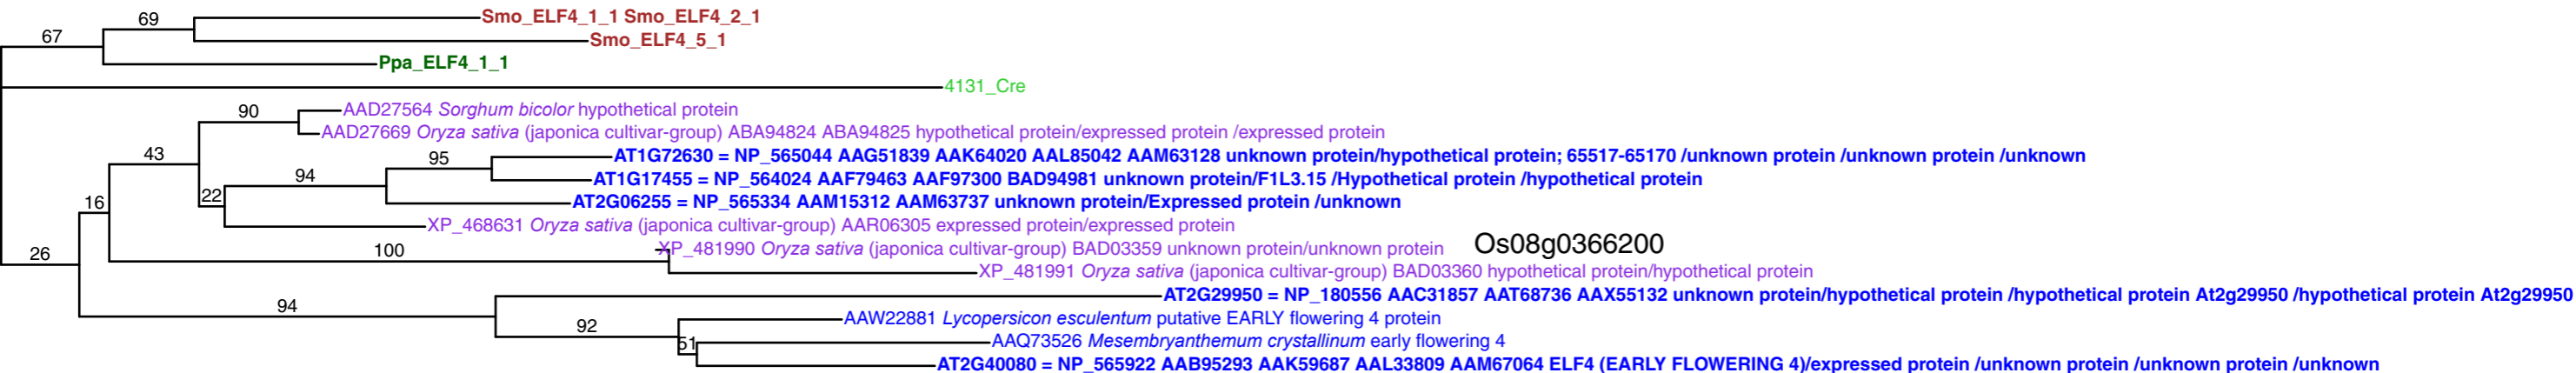 69
Smo_ELF4_1_1 Smo_ELF4_2_1
67
Smo_ELF4_5_1
Ppa_ELF4_1_1
4131_Cre
90
AAD27564 Sorghum bicolor hypothetical protein
AAD27669 Oryza sativa (japonica cultivar-group) ABA94824 ABA94825 hypothetical protein/expressed protein /expressed protein
43
95
AT1G72630 = NP_565044 AAG51839 AAK64020 AAL85042 AAM63128 unknown protein/hypothetical protein; 65517-65170 /unknown protein /unknown protein /unknown
94
AT1G17455 = NP_564024 AAF79463 AAF97300 BAD94981 unknown protein/F1L3.15 /Hypothetical protein /hypothetical protein
22
16
AT2G06255 = NP_565334 AAM15312 AAM63737 unknown protein/Expressed protein /unknown
XP_468631 Oryza sativa (japonica cultivar-group) AAR06305 expressed protein/expressed protein
26
100
XP_481990 Oryza sativa (japonica cultivar-group) BAD03359 unknown protein/unknown protein Os08g0366200
XP_481991 Oryza sativa (japonica cultivar-group) BAD03360 hypothetical protein/hypothetical protein
94
AT2G29950 = NP_180556 AAC31857 AAT68736 AAX55132 unknown protein/hypothetical protein /hypothetical protein At2g29950 /hypothetical protein At2g29950
92
AAW22881 Lycopersicon esculentum putative EARLY flowering 4 protein
51
AAQ73526 Mesembryanthemum crystallinum early flowering 4
AT2G40080 = NP_565922 AAB95293 AAK59687 AAL33809 AAM67064 ELF4 (EARLY FLOWERING 4)/expressed protein /unknown protein /unknown protein /unknown